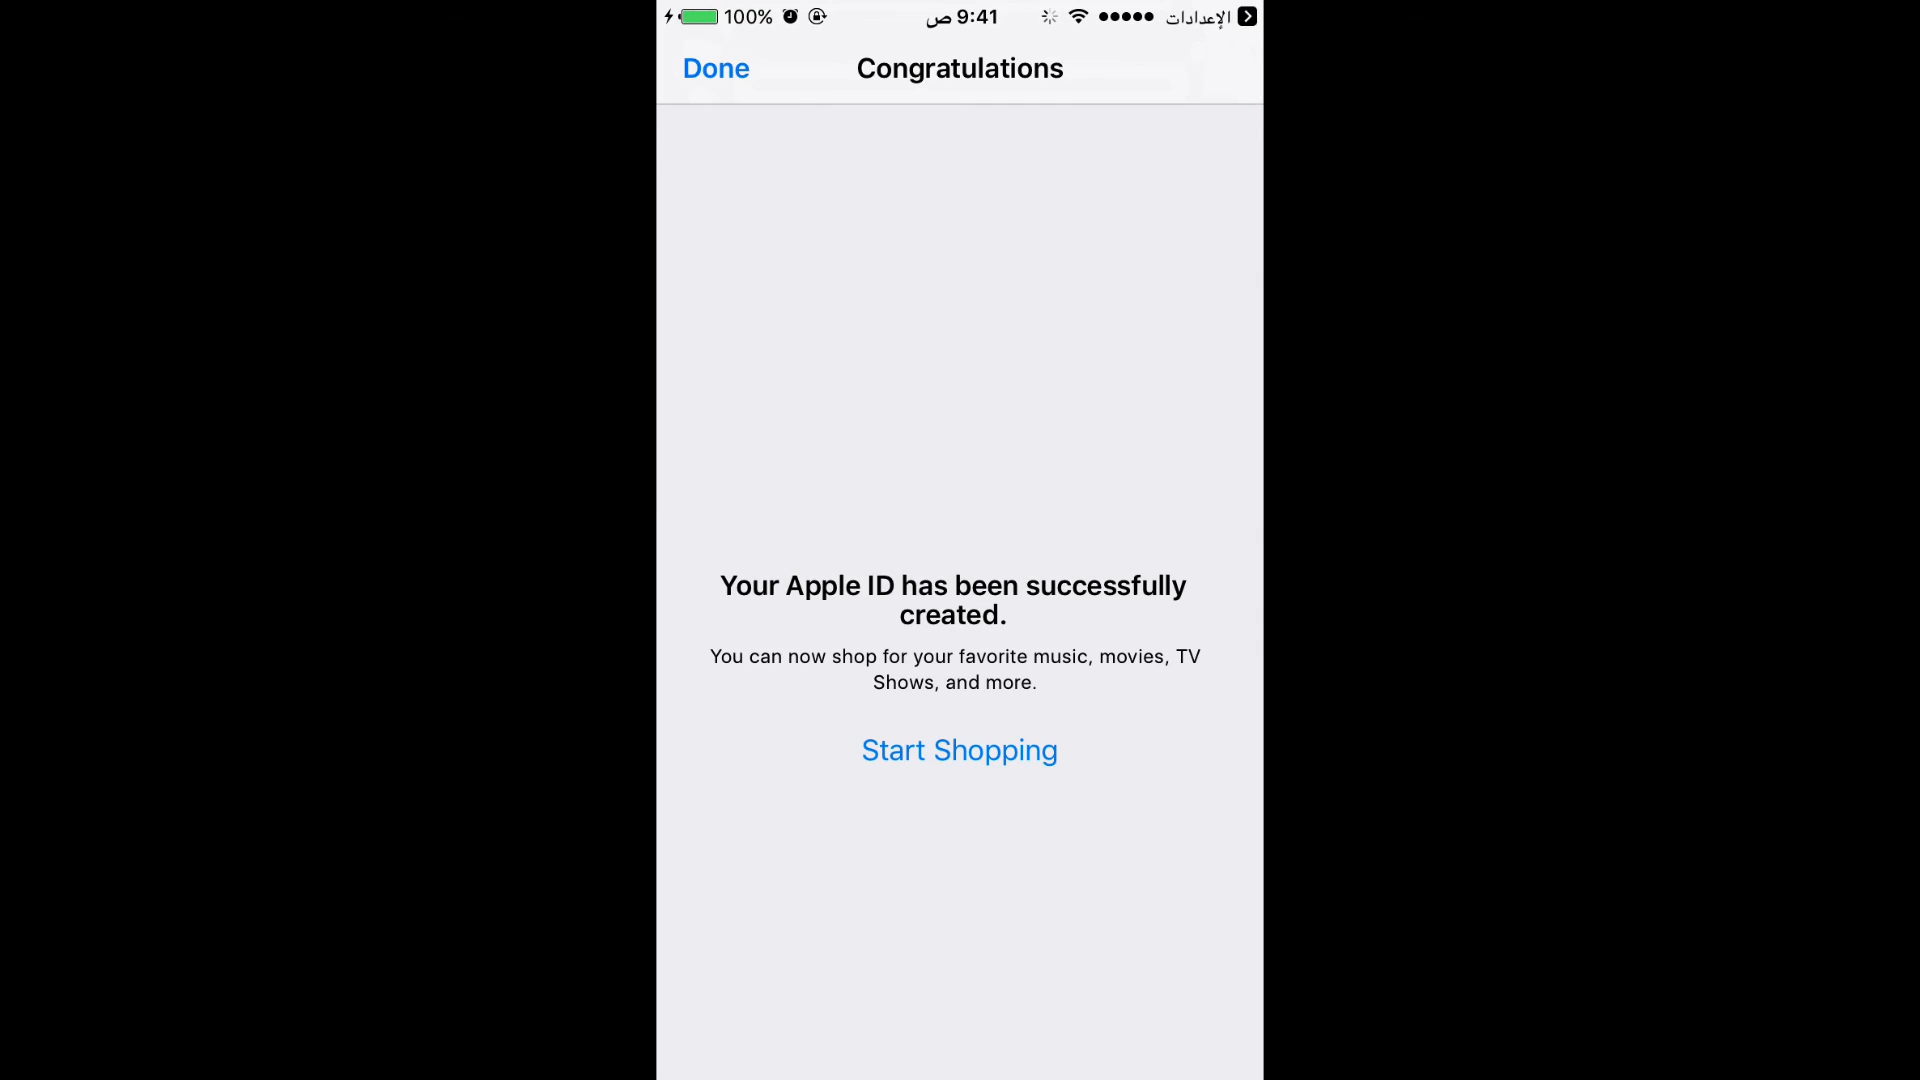 100% 9:41 ص الإعدادات
Done Congratulations
Your Apple ID has been successfully
created.
You can now shop for your favorite music, movies, TV
Shows, and more.
Start Shopping